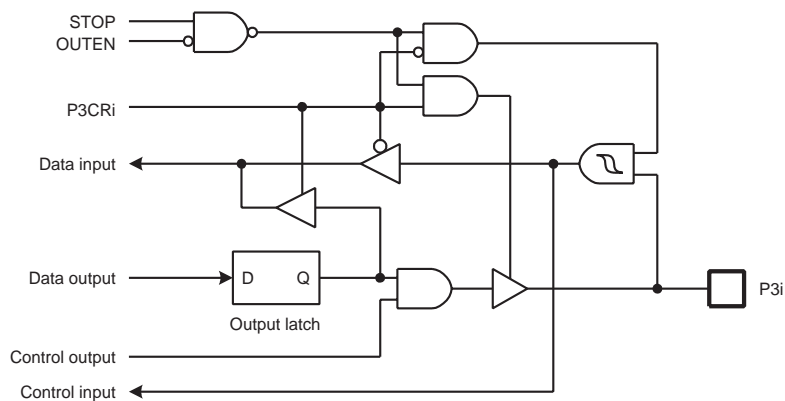 STOP
OUTEN
P3CRi
Data input
Data output
D Q
Output latch
P3i
Control output
Control input